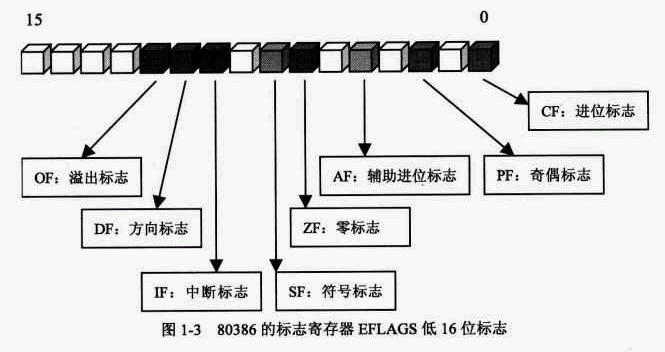 15
0
CF：进位标志
OF：溢出标志
AF：辅助进位标志
PF：奇偶标志
DF：方向标志
ZF：零标志
IF：中断标志
SF：符号标志
图 1-3 80386 的标志寄存器 EFLAGS 低 16 位标志